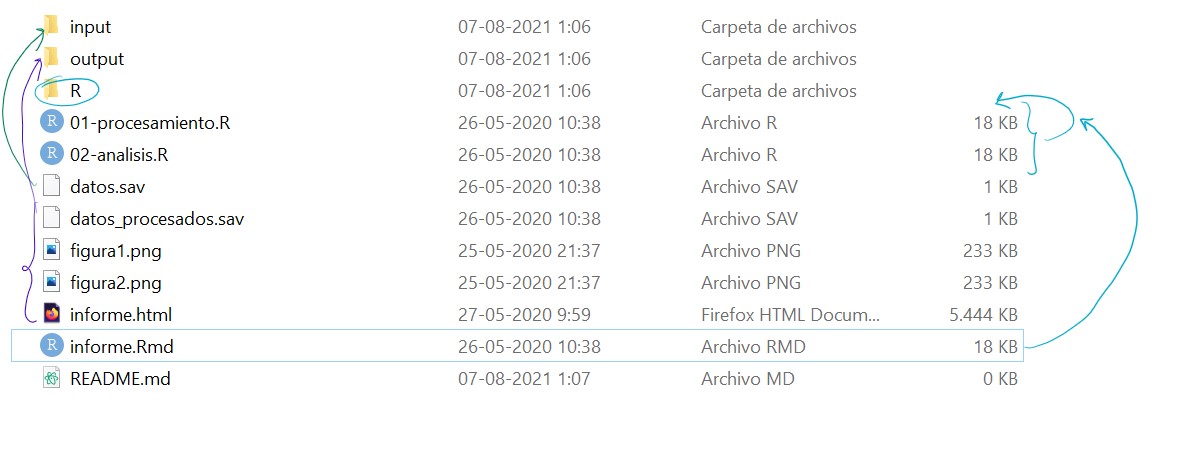 input 07-08-2021 1:06 Carpeta de archivos
output 07-08-2021 1:06 Carpeta de archivos
R 07-08-2021 1:06 Carpeta de archivos
R 01-procesamiento.R 26-05-2020 10:38 Archivo R 18 KB
R 02-analisis.R 26-05-2020 10:38 Archivo R 18 KB
datos.sav 26-05-2020 10:38 Archivo SAV 1 KB
datos_procesados.sav 26-05-2020 10:38 Archivo SAV 1 KB
figura1.png 25-05-2020 21:37 Archivo PNG 233 KB
figura2.png 25-05-2020 21:37 Archivo PNG 233 KB
informe.html 27-05-2020 9:59 Firefox HTML Docum... 5.444 KB
R informe.Rmd 26-05-2020 10:38 Archivo RMD 18 KB
README.md 07-08-2021 1:07 Archivo MD 0 KB